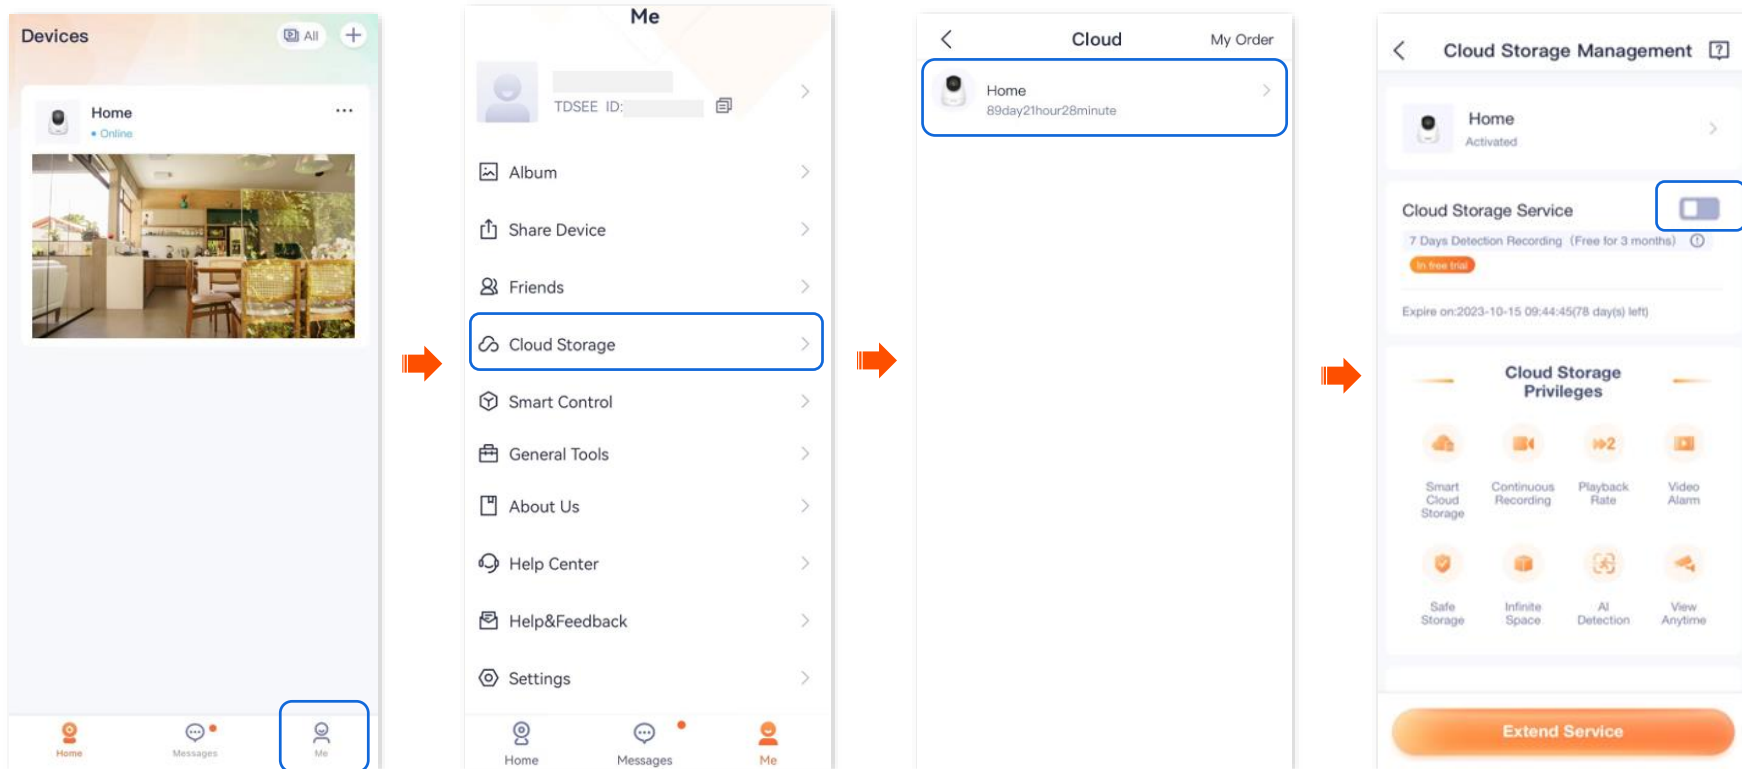 Devices
All
Home
• Online
Home
Messages
Me
Me
TDSEE ID:
Album
Share Device
Friends
Cloud Storage
Smart Control
General Tools
About Us
Help Center
Help&Feedback
Settings
Home
Messages
Me
Cloud
My Order
Home
89day21hour28minute
Cloud Storage Management
Home
Activated
Cloud Storage Service
7 Days Detection Recording (Free for 3 months)
In free trial
Expire on:2023-10-15 09:44:45(78 day(s) left)
Cloud Storage
Privileges
2
Smart
Cloud
Storage
Continuous
Recording
Playback
Rate
Video
Alarm
Safe
Storage
Infinite
Space
AI
Detection
View
Anytime
Extend Service